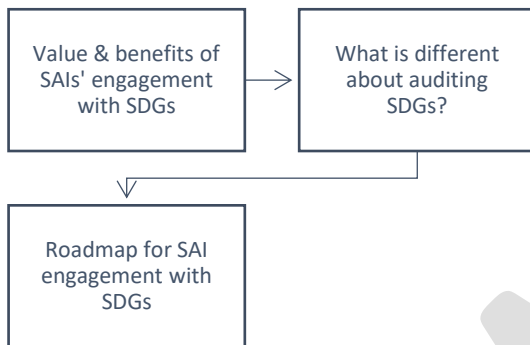 Value & benefits of
SAIs' engagement
with SDGs
What is different
about auditing
SDGs?
Roadmap for SAI
engagement with
SDGs